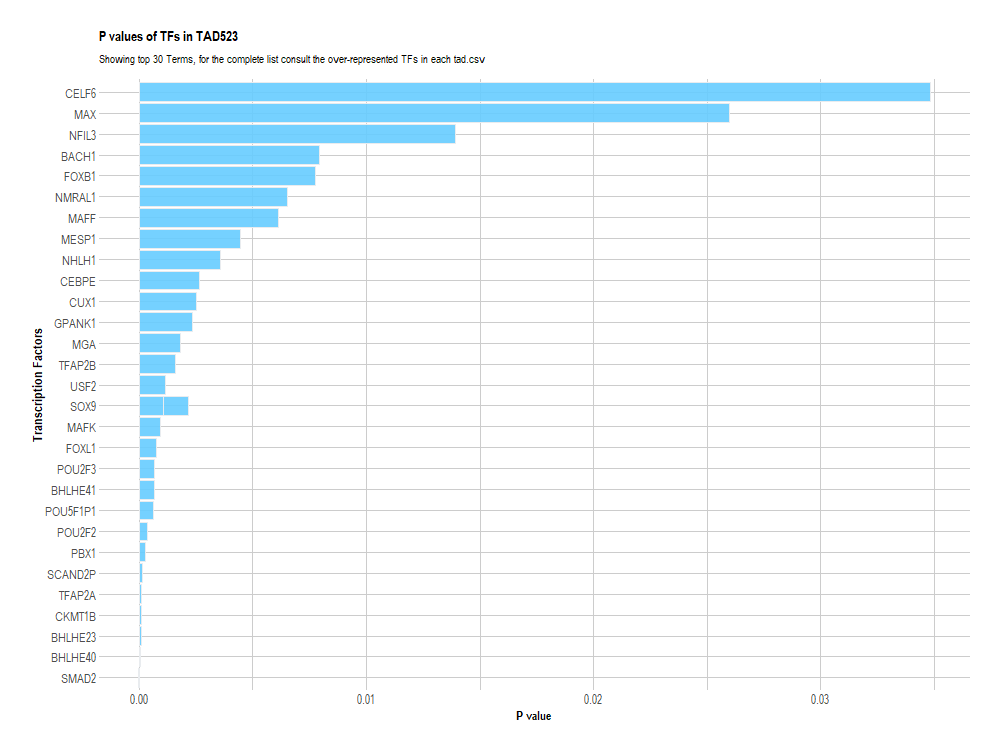 P values of TFs in TAD523
Showing top 30 Terms, for the complete list consult the over-represented TFs in each tad.csv
Transcription Factors
CELF6
MAX
NFIL3
BACH1
FOXB1
NMRAL1
MAFF
MESP1
NHLH1
CEBPE
CUX1
GPANK1
MGA
TFAP2B
USF2
SOX9
MAFK
FOXL1
POU2F3
BHLHE41
POU5F1P1
POU2F2
PBX1
SCAND2P
TFAP2A
CKMT1B
BHLHE23
BHLHE40
SMAD2
0.00 0.01 0.02 0.03
P value